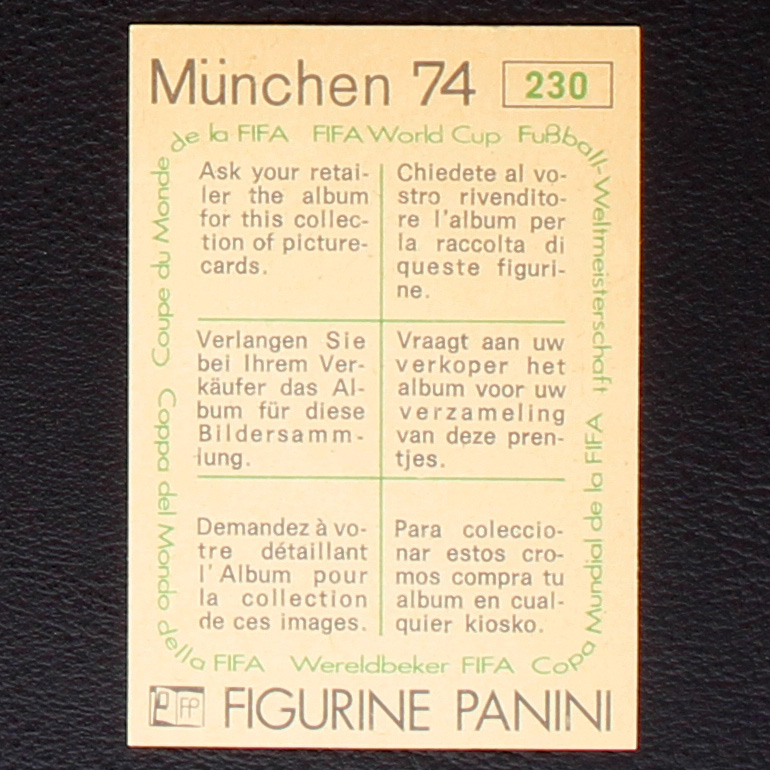 München 74 230
de la FIFA FIFA World Cup Fußball-Weltmeisterschaft
Ask your retai-
ler the album
for this collec-
tion of picture-
cards.
Chiedete al vo-
stro rivendito-
re l'album per
la raccolta di
queste figuri-
ne.
Verlangen Sie
bei Ihrem Ver-
käufer das Al-
bum für diese
Bildersamm-
lung.
Vraagt aan uw
verkoper het
album voor uw
verzameling
van deze pren-
tjes.
Demandez à vo-
tre détaillant
l'Album pour
la collection
de ces images.
Para coleccio-
nar estos cro-
mos compra tu
album en cual-
quier kiosko.
Coupe du Monde
Coppa del Mondo della FIFA Wereldbeker FIFA Copa Mundial de la FIFA
FP FIGURINE PANINI